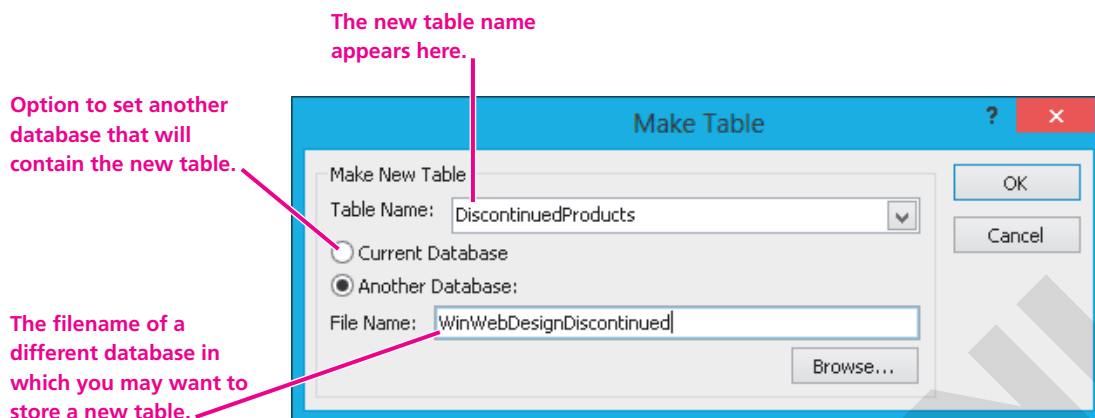 The new table name
appears here.
Option to set another
database that will
contain the new table.
Make Table
?
Make New Table
Table Name: DiscontinuedProducts
OK
Current Database
Cancel
Another Database:
File Name: WinWebDesignDiscontinued
Browse...
The filename of a
different database in
which you may want to
store a new table.